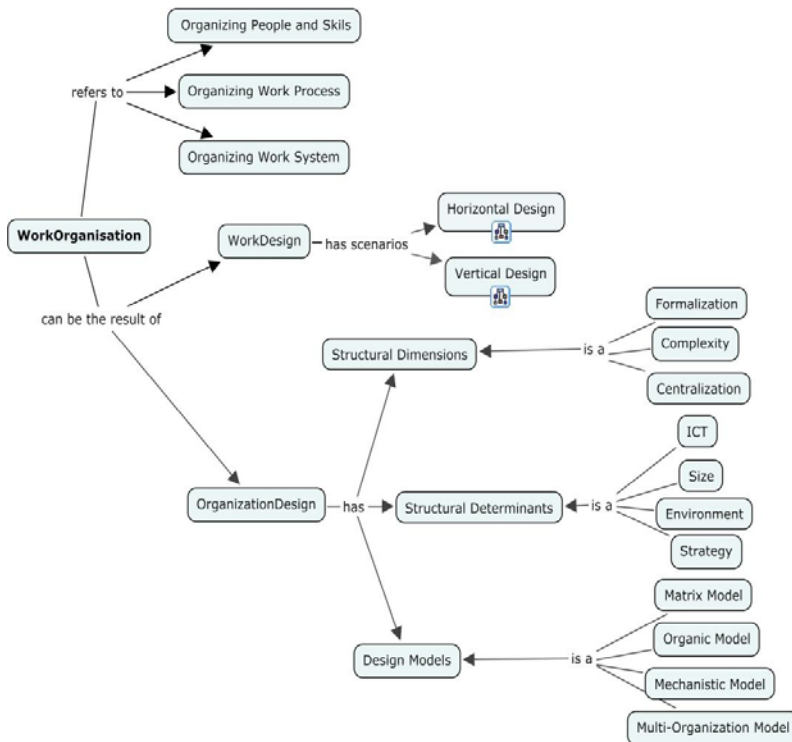 Organizing People and Skils
refers to
Organizing Work Process
Organizing Work System
WorkOrganisation
WorkDesign
has scenarios
Horizontal Design
Vertical Design
can be the result of
Structural Dimensions
is a
Formalization
Complexity
Centralization
OrganizationDesign
has
Structural Determinants
is a
ICT
Size
Environment
Strategy
Design Models
is a
Matrix Model
Organic Model
Mechanistic Model
Multi-Organization Model